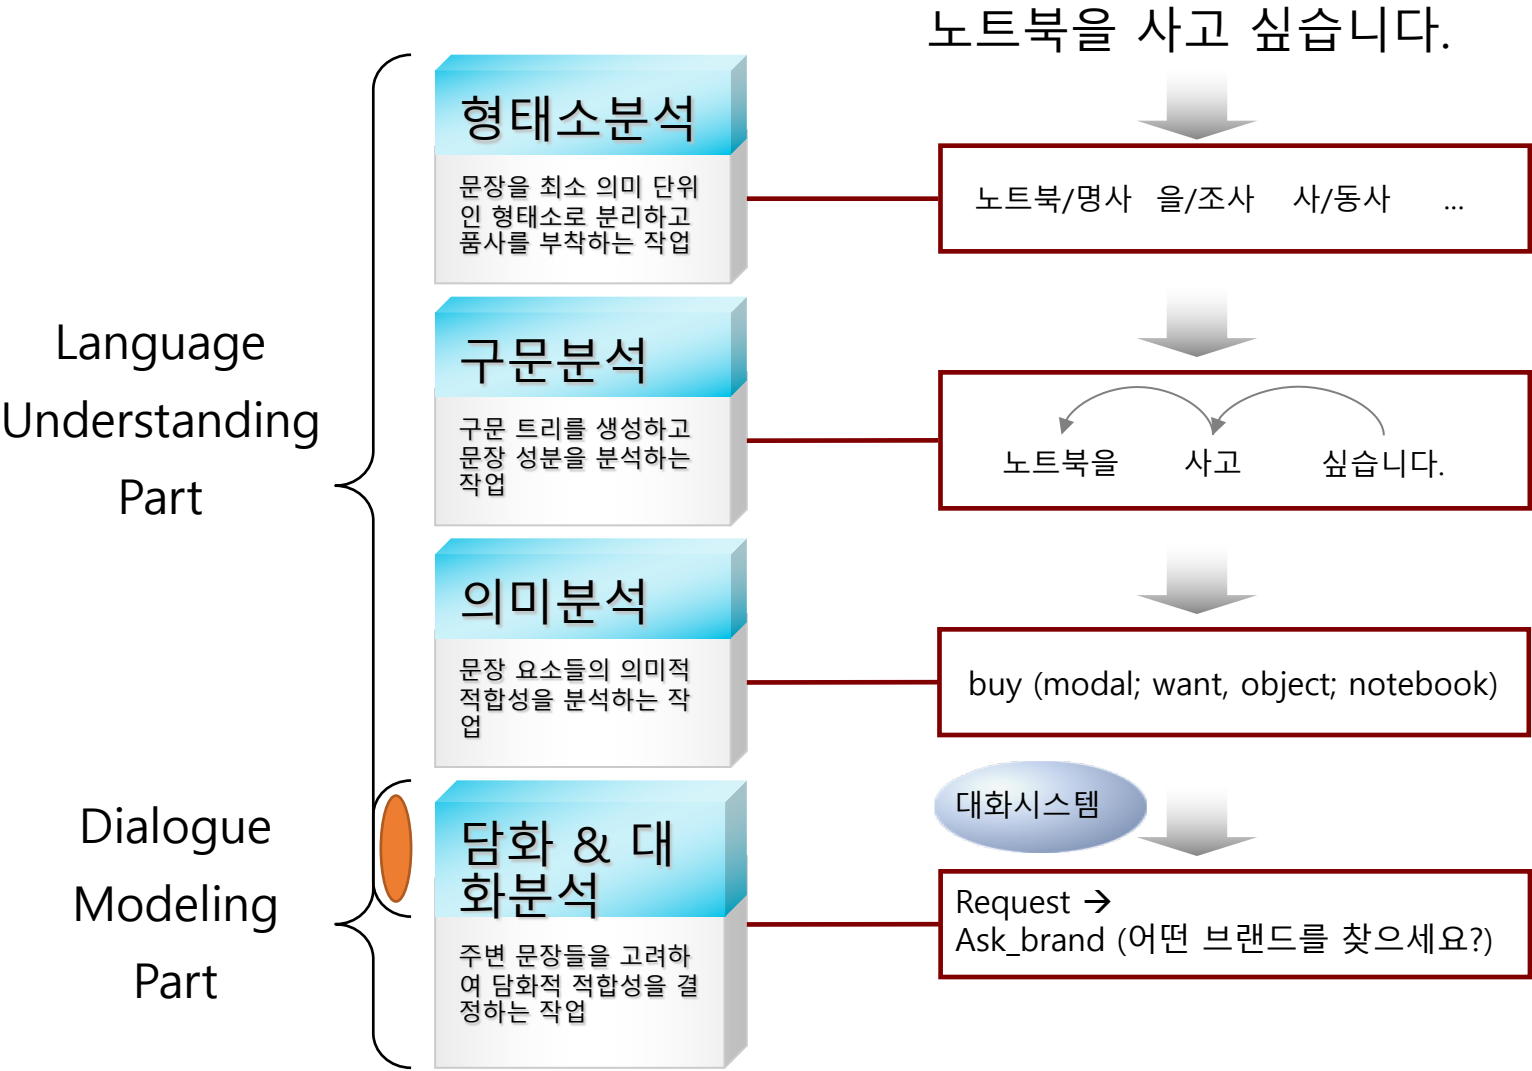 노트북을 사고 싶습니다.
Language
Understanding
Part
형태소분석
문장을 최소 의미 단위
인 형태소로 분리하고
품사를 부착하는 작업
노트북/명사 을/조사 사/동사 ...
구문분석
구문 트리를 생성하고
문장 성분을 분석하는
작업
노트북을 사고 싶습니다.
의미분석
문장 요소들의 의미적
적합성을 분석하는 작
업
buy (modal; want, object; notebook)
Dialogue
Modeling
Part
담화 & 대
화분석
주변 문장들을 고려하
여 담화적 적합성을 결
정하는 작업
대화시스템
Request →
Ask_brand (어떤 브랜드를 찾으세요?)